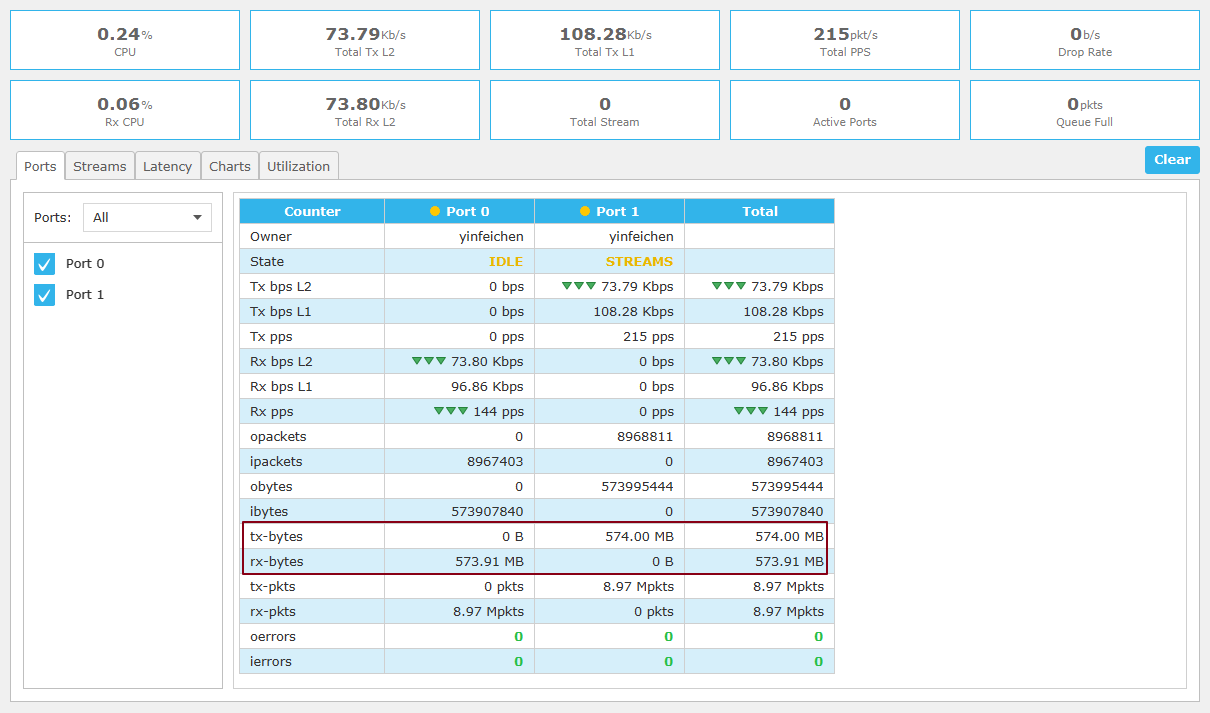 0.24% 73.79Kb/s 108.28Kb/s 215pkt/s 0b/s
CPU Total Tx L2 Total Tx L1 Total PPS Drop Rate
0.06% 73.80Kb/s 0 0 0pkts
Rx CPU Total Rx L2 Total Stream Active Ports Queue Full
Ports Streams Latency Charts Utilization Clear
Ports: All
Port 0
Port 1
Counter Port 0 Port 1 Total
Owner yinfeichen yinfeichen
State IDLE STREAMS
Tx bps L2 0 bps ▼▼▼ 73.79 Kbps ▼▼▼ 73.79 Kbps
Tx bps L1 0 bps 108.28 Kbps 108.28 Kbps
Tx pps 0 pps 215 pps 215 pps
Rx bps L2 ▼▼▼ 73.80 Kbps 0 bps ▼▼▼ 73.80 Kbps
Rx bps L1 96.86 Kbps 0 bps 96.86 Kbps
Rx pps ▼▼▼ 144 pps 0 pps ▼▼▼ 144 pps
opackets 0 8968811 8968811
ipackets 8967403 0 8967403
obytes 0 573995444 573995444
ibytes 573907840 0 573907840
tx-bytes 0 B 574.00 MB 574.00 MB
rx-bytes 573.91 MB 0 B 573.91 MB
tx-pkts 0 pkts 8.97 Mpkts 8.97 Mpkts
rx-pkts 8.97 Mpkts 0 pkts 8.97 Mpkts
oerrors 0 0 0
ierrors 0 0 0